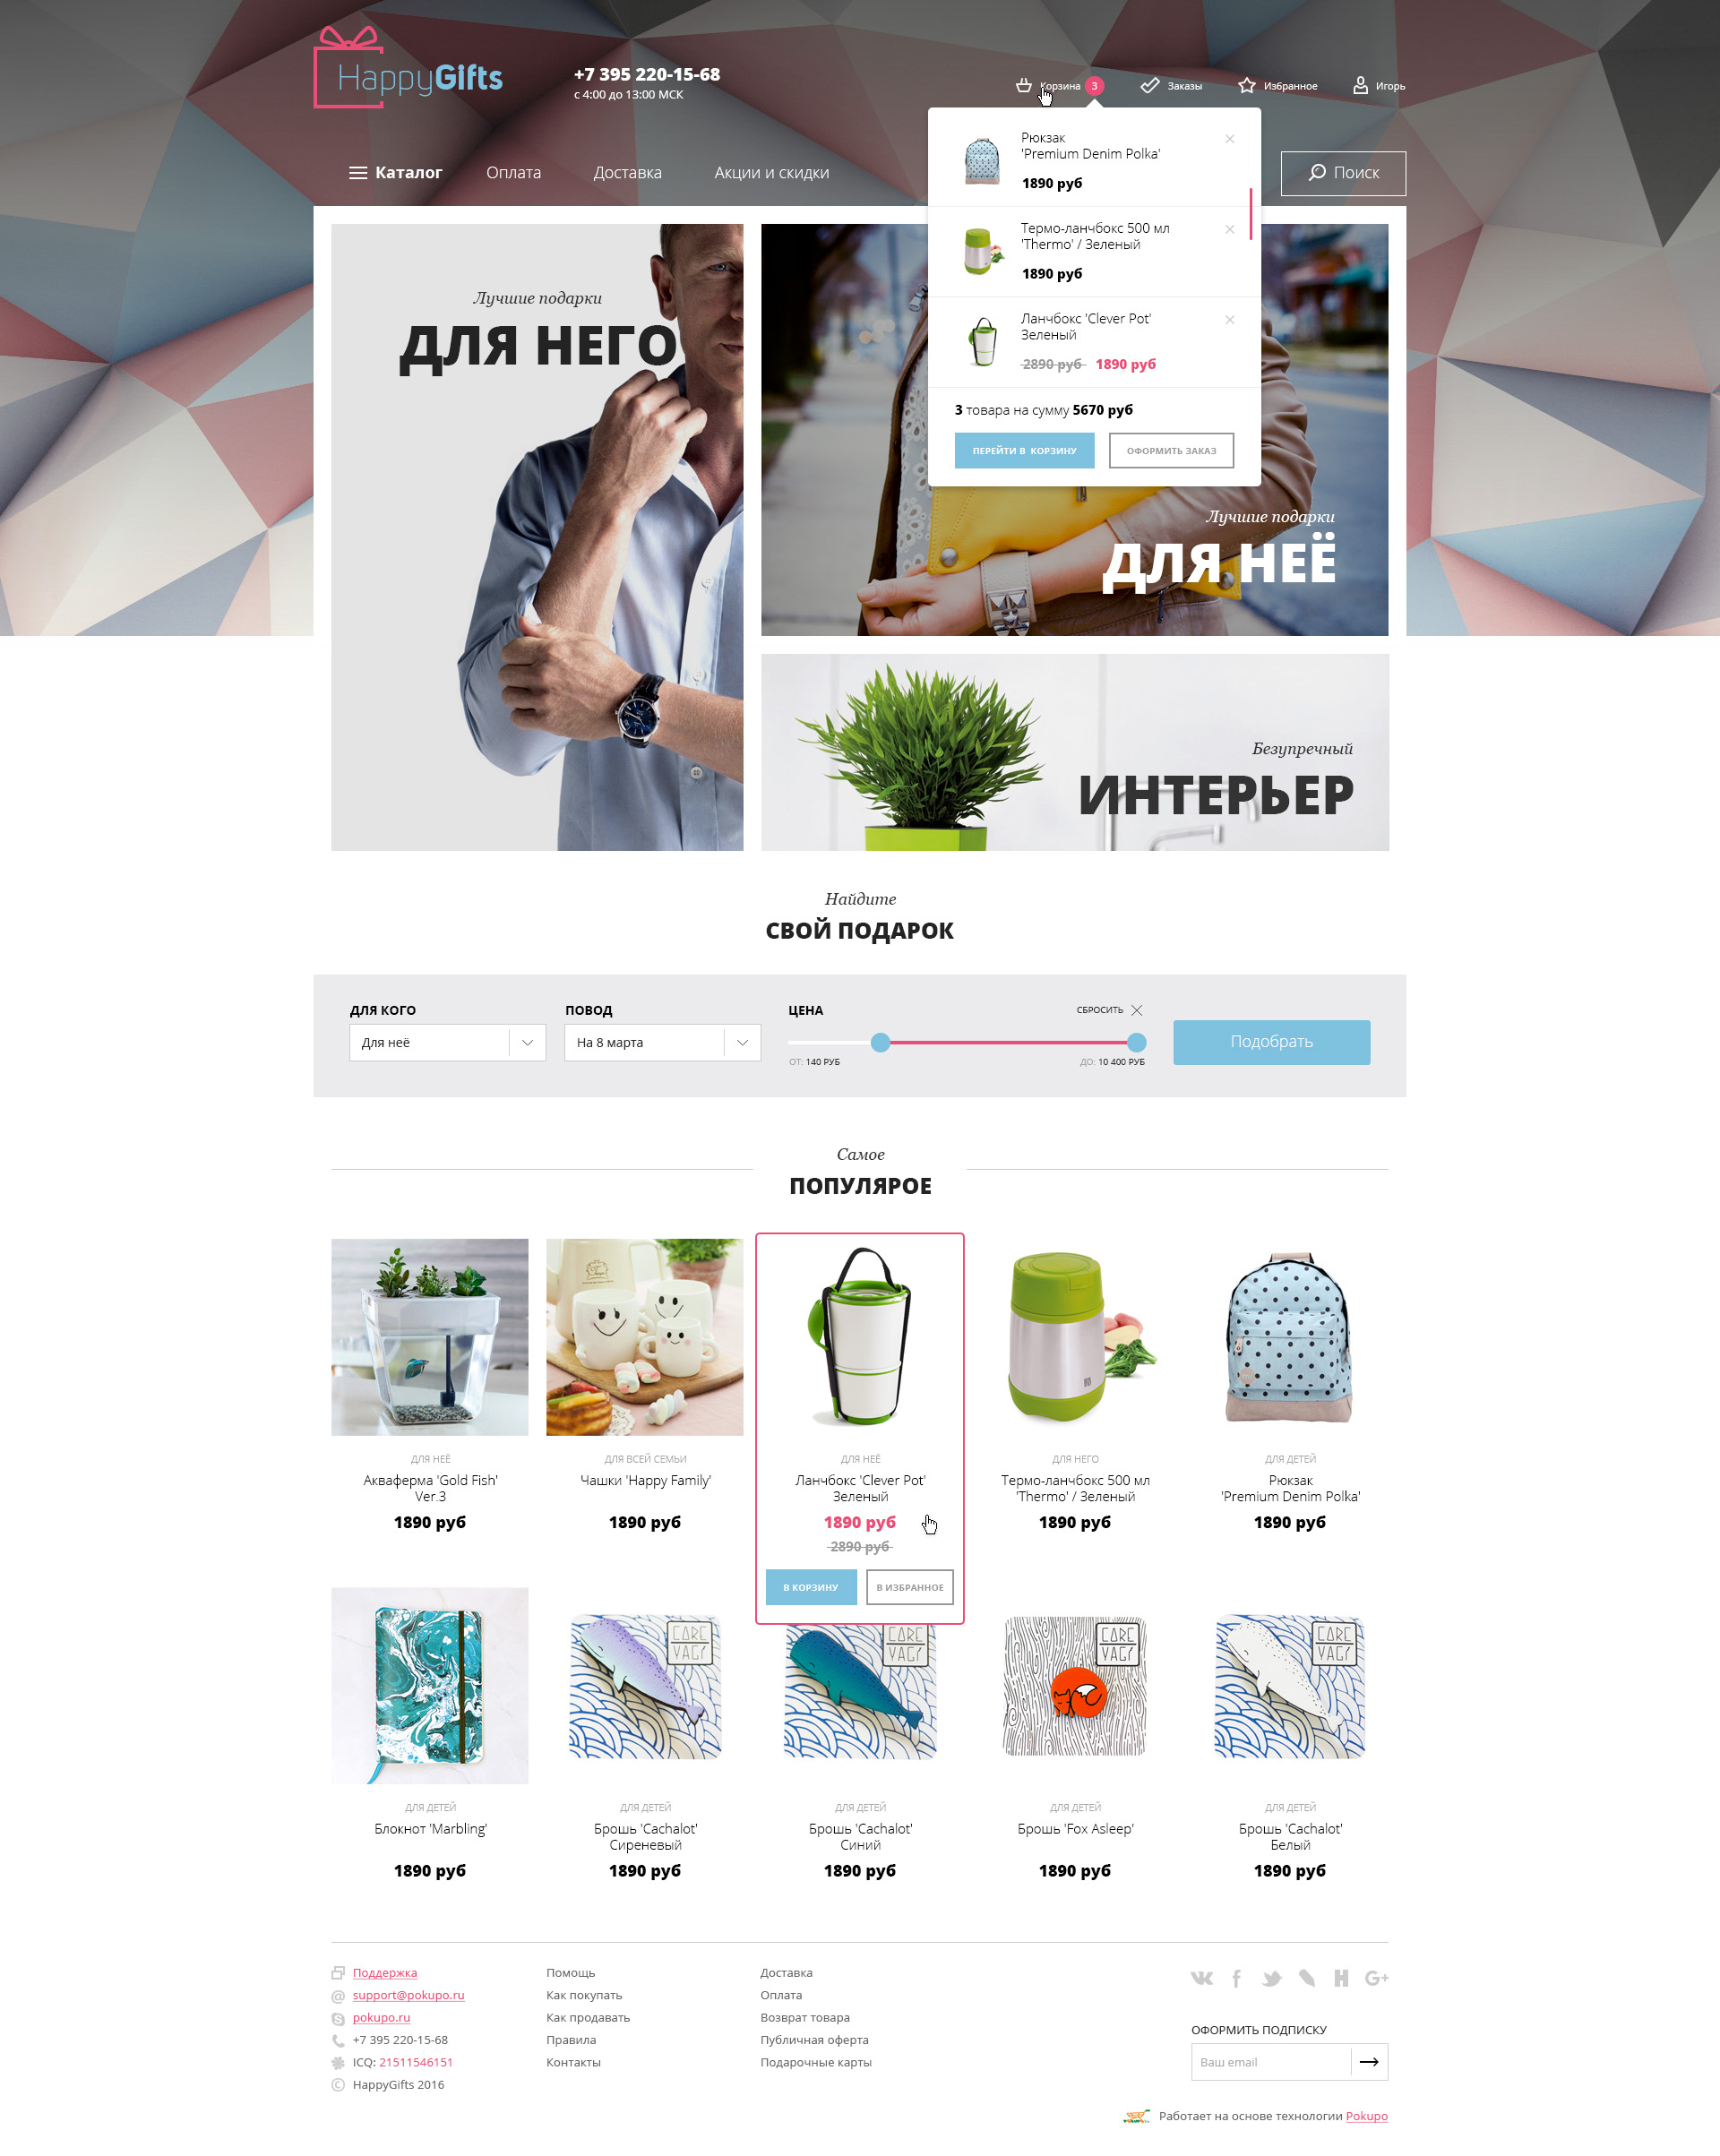 HappyGifts
+7 395 220-15-68
с 4:00 до 13:00 МСК
Корзина 3
Заказы
Избранное
Игорь
Каталог
Оплата
Доставка
Акции и скидки
Поиск
Рюкзак
'Premium Denim Polka'
1890 руб
Термо-ланчбокс 500 мл
'Thermo' / Зеленый
1890 руб
Ланчбокс 'Clever Pot'
Зеленый
2890 руб 1890 руб
3 товара на сумму 5670 руб
ПЕРЕЙТИ В КОРЗИНУ
ОФОРМИТЬ ЗАКАЗ
Лучшие подарки
ДЛЯ НЕГО
Лучшие подарки
ДЛЯ НЕЁ
Безупречный
ИНТЕРЬЕР
Найдите
СВОЙ ПОДАРОК
ДЛЯ КОГО
Для неё
ПОВОД
На 8 марта
ЦЕНА
СБРОСИТЬ
ОТ: 140 РУБ
ДО: 10 400 РУБ
Подобрать
Самое
ПОПУЛЯРОЕ
ДЛЯ НЕЁ
Акваферма 'Gold Fish'
Ver.3
1890 руб
ДЛЯ ВСЕЙ СЕМЬИ
Чашки 'Happy Family'
1890 руб
ДЛЯ НЕЁ
Ланчбокс 'Clever Pot'
Зеленый
1890 руб
2890 руб
В КОРЗИНУ
В ИЗБРАННОЕ
ДЛЯ НЕГО
Термо-ланчбокс 500 мл
'Thermo' / Зеленый
1890 руб
ДЛЯ ДЕТЕЙ
Рюкзак
'Premium Denim Polka'
1890 руб
ДЛЯ ДЕТЕЙ
Блокнот 'Marbling'
1890 руб
CARE
VAGY
ДЛЯ ДЕТЕЙ
Брошь 'Cachalot'
Сиреневый
1890 руб
CARE
VAGY
ДЛЯ ДЕТЕЙ
Брошь 'Cachalot'
Синий
1890 руб
CARE
VAGY
ДЛЯ ДЕТЕЙ
Брошь 'Fox Asleep'
1890 руб
CARE
VAGY
ДЛЯ ДЕТЕЙ
Брошь 'Cachalot'
Белый
1890 руб
Поддержка
support@pokupo.ru
pokupo.ru
+7 395 220-15-68
ICQ: 21511546151
HappyGifts 2016
Помощь
Как покупать
Как продавать
Правила
Контакты
Доставка
Оплата
Возврат товара
Публичная оферта
Подарочные карты
ОФОРМИТЬ ПОДПИСКУ
Ваш email
Работает на основе технологии Pokupo